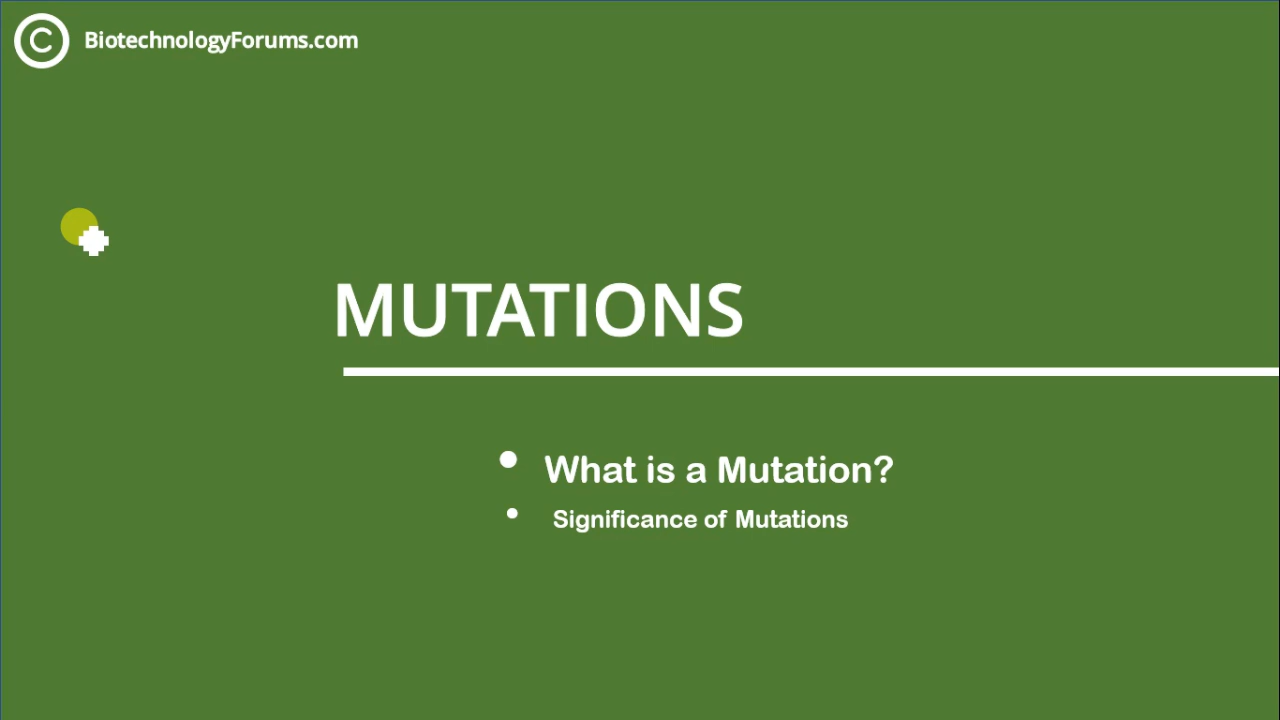 © BiotechnologyForums.com
MUTATIONS
• What is a Mutation?
• Significance of Mutations